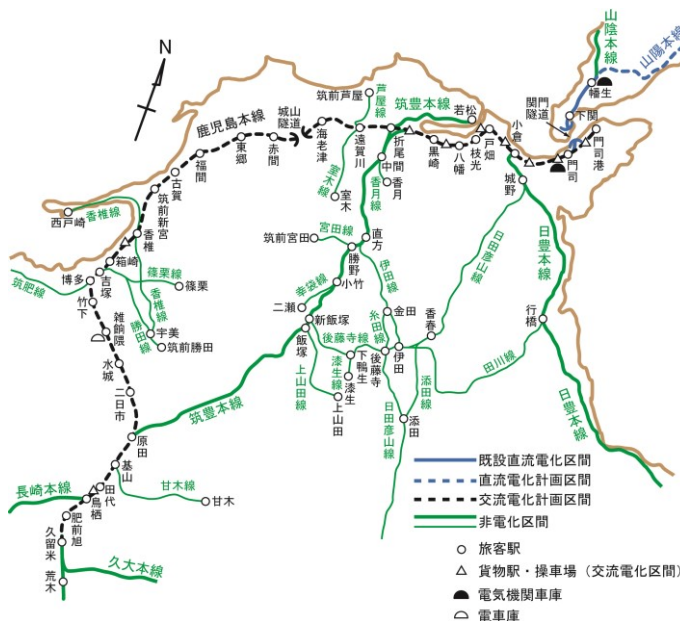 N
山陰本線
山陽本線
幡生
関門隧道
下関
門司港
門司
小倉
戸畑
枝光
八幡
黒崎
折尾
若松
筑豊本線
芦屋線
筑前芦屋
遠賀川
海老津
城山隧道
鹿児島本線
赤間
東郷
福間
古賀
筑前新宮
香椎
香椎線
西戸崎
箱崎
吉塚
博多
竹下
雑餉隈
水城
二日市
原田
基山
田代
鳥栖
肥前旭
久留米
荒木
筑肥線
篠栗線
篠栗
香椎線
勝田線
宇美
筑前勝田
長崎本線
久大本線
甘木線
甘木
筑豊本線
室木線
室木
中間
香月線
香月
直方
宮田線
筑前宮田
勝野
小竹
幸袋線
二瀬
新飯塚
飯塚
上山田線
上山田
後藤寺線
漆生線
下鴨生
漆生
伊田線
金田
糸田線
後藤寺
伊田
香春
日田彦山線
城野
日豊本線
行橋
日豊本線
田川線
添田線
添田
日田彦山線
既設直流電化区間
直流電化計画区間
交流電化計画区間
非電化区間
旅客駅
貨物駅・操車場（交流電化区間）
電気機関車庫
電車庫